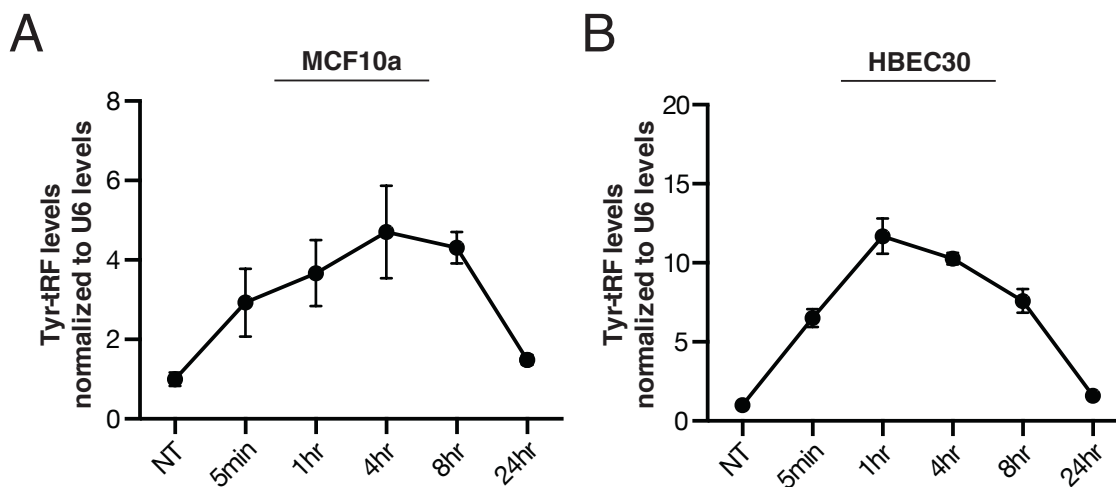 A
MCF10a
Tyr-tRF levels
normalized to U6 levels
8
6
4
2
0
NT
5min
1hr
4hr
8hr
24hr
B
HBEC30
Tyr-tRF levels
normalized to U6 levels
20
15
10
5
0
NT
5min
1hr
4hr
8hr
24hr